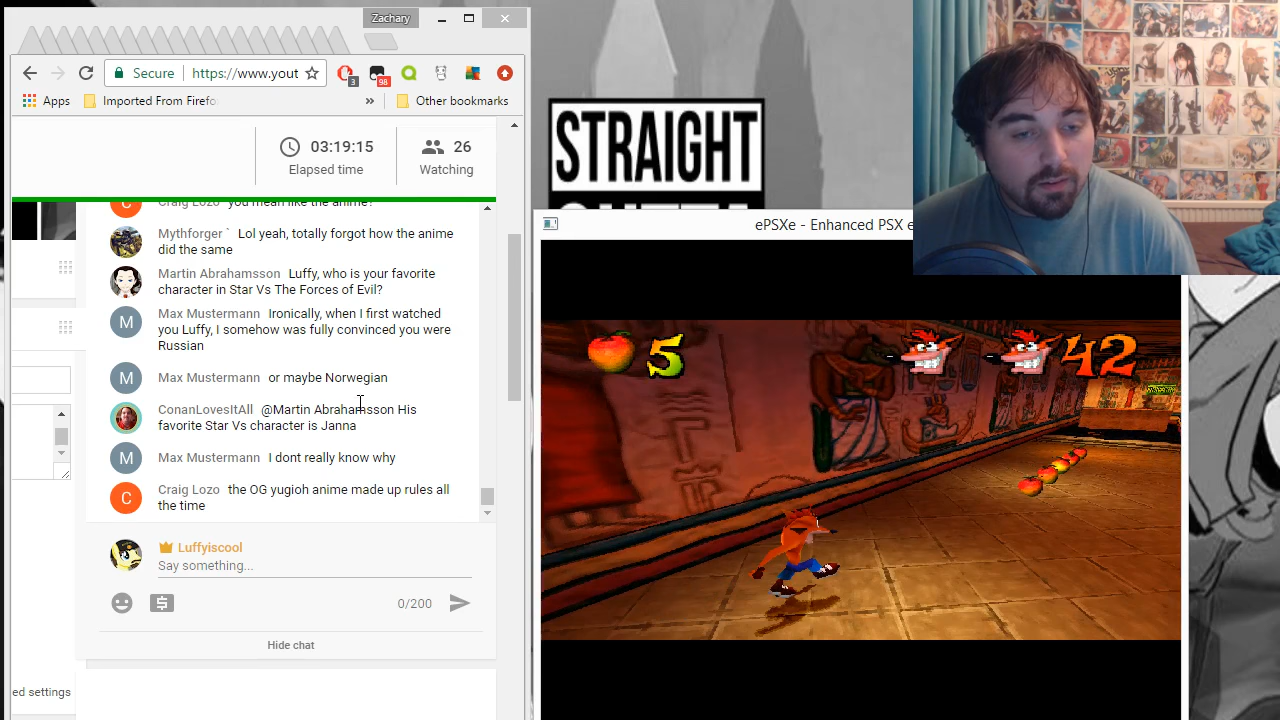 Zachary
Secure
https://www.yout
3
98
Apps
Imported From Firefo
»
Other bookmarks
03:19:15
26
Elapsed time
Watching
Craig Lozo you mean like the anime?
Mythforger ` Lol yeah, totally forgot how the anime
did the same
Martin Abrahamsson Luffy, who is your favorite
character in Star Vs The Forces of Evil?
M
Max Mustermann Ironically, when I first watched
you Luffy, I somehow was fully convinced you were
Russian
M
Max Mustermann or maybe Norwegian
ConanLovesItAll @Martin Abrahamsson His
favorite Star Vs character is Janna
M
Max Mustermann I dont really know why
C
Craig Lozo the OG yugioh anime made up rules all
the time
Luffyiscool
Say something...
0/200
Hide chat
ed settings
STRAIGHT
ePSXe - Enhanced PSX e
5
42